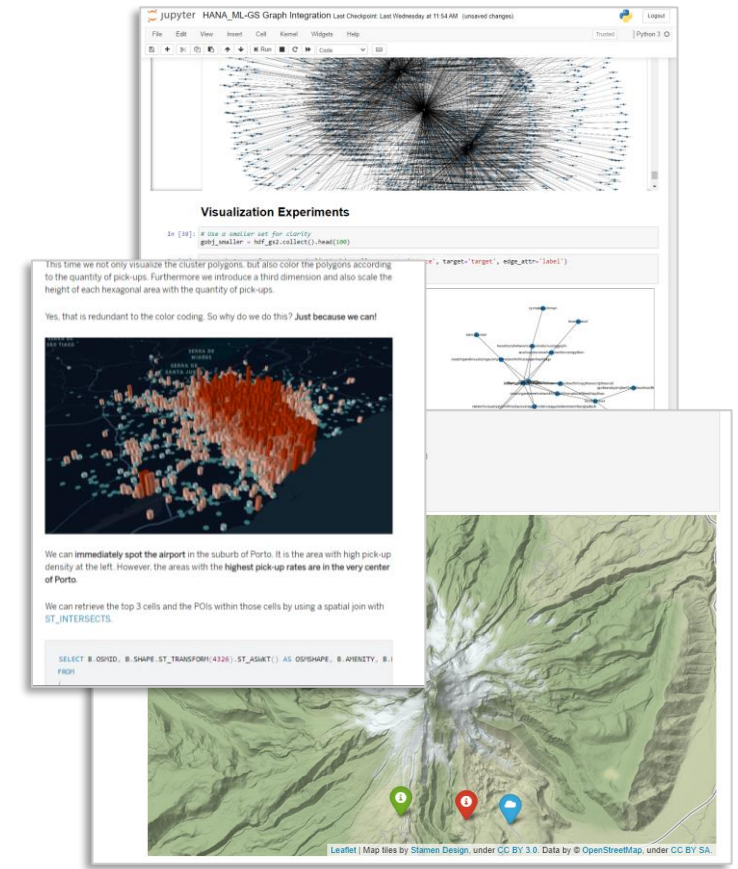 jupyter HANA_ML-GS Graph Integration Last Checkpoint: Last Wednesday at 11:54 AM (unsaved changes)
Logout
File Edit View Insert Cell Kernel Widgets Help
Trusted
Python 3
Run
Code
Visualization Experiments
In [39]: # Use a smaller set for clarity
gobj_smaller = hdf_gs2.collect().head(100)
target='target', edge_attr='label')
This time we not only visualize the cluster polygons, but also color the polygons according
to the quantity of pick-ups. Furthermore we introduce a third dimension and also scale the
height of each hexagonal area with the quantity of pick-ups.
Yes, that is redundant to the color coding. So why do we do this? Just because we can!
We can immediately spot the airport in the suburb of Porto. It is the area with high pick-up
density at the left. However, the areas with the highest pick-up rates are in the very center
of Porto.
We can retrieve the top 3 cells and the POIs within those cells by using a spatial join with
ST_INTERSECTS.
SELECT B.OSMID, B.SHAPE.ST_TRANSFORM(4326).ST_ASWKT() AS OSMSHAPE, B.AMENITY,
FROM
(
Leaflet | Map tiles by Stamen Design, under CC BY 3.0. Data by © OpenStreetMap, under CC BY SA.